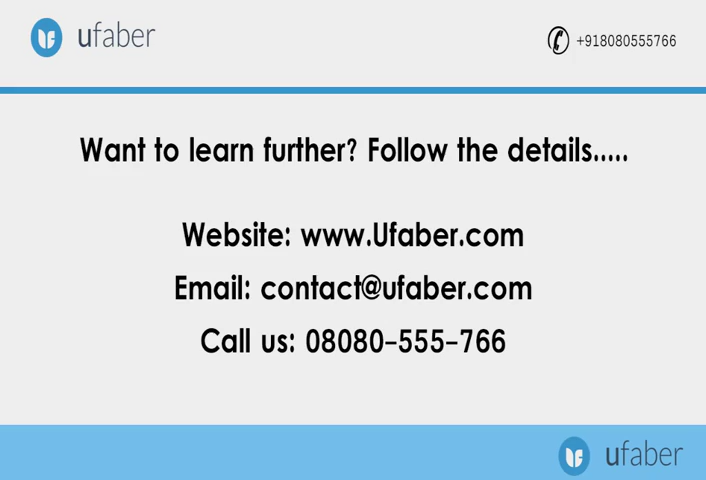 ufaber
+918080555766
Want to learn further? Follow the details.....
Website: www.Ufaber.com
Email: contact@ufaber.com
Call us: 08080-555-766
ufaber